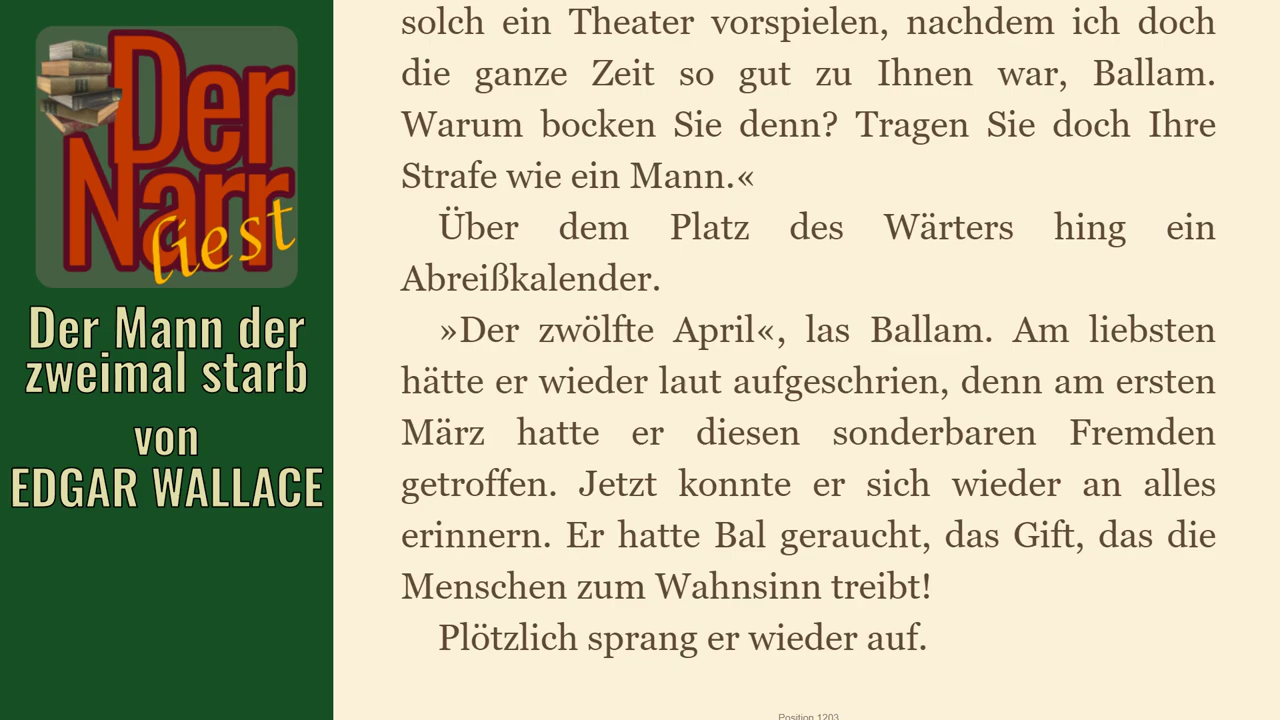 Der
Narr
liest
Der Mann der
zweimal starb
von
EDGAR WALLACE
solch ein Theater vorspielen, nachdem ich doch
die ganze Zeit so gut zu Ihnen war, Ballam.
Warum bocken Sie denn? Tragen Sie doch Ihre
Strafe wie ein Mann.«
Über dem Platz des Wärters hing ein
Abreißkalender.
»Der zwölfte April«, las Ballam. Am liebsten
hätte er wieder laut aufgeschrien, denn am ersten
März hatte er diesen sonderbaren Fremden
getroffen. Jetzt konnte er sich wieder an alles
erinnern. Er hatte Bal geraucht, das Gift, das die
Menschen zum Wahnsinn treibt!
Plötzlich sprang er wieder auf.
Position 1203